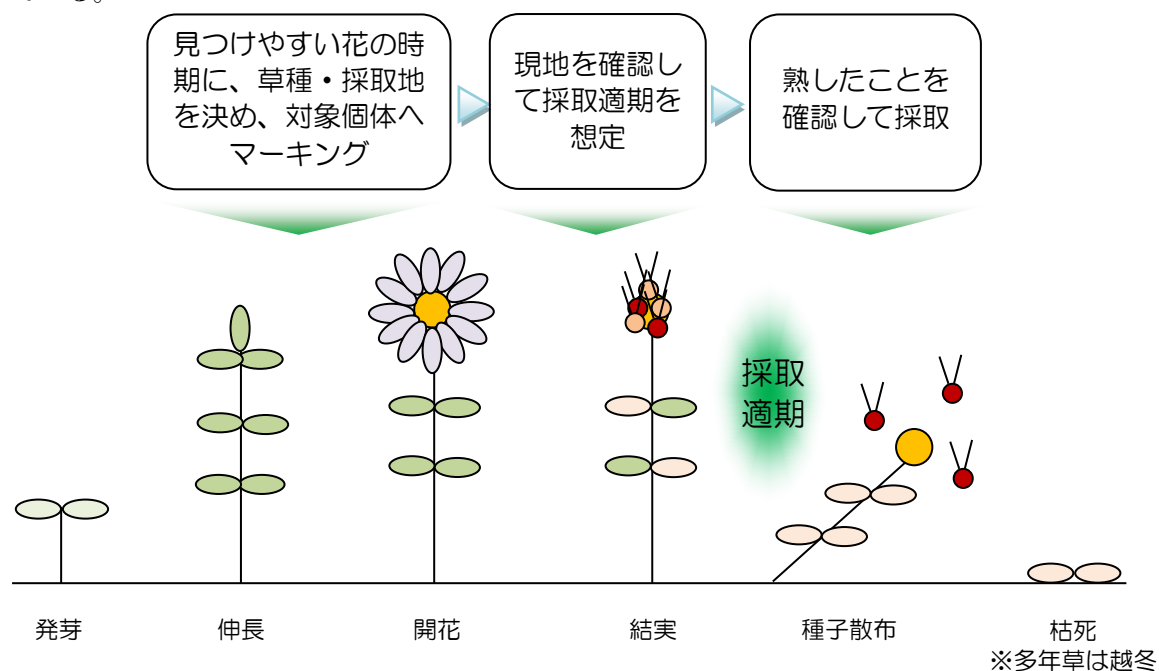 見つけやすい花の時
期に、草種・採取地
を決め、対象個体へ
マーキング
現地を確認し
て採取適期を
想定
熟したことを
確認して採取
採取
適期
発芽
伸長
開花
結実
種子散布
枯死
※多年草は越冬